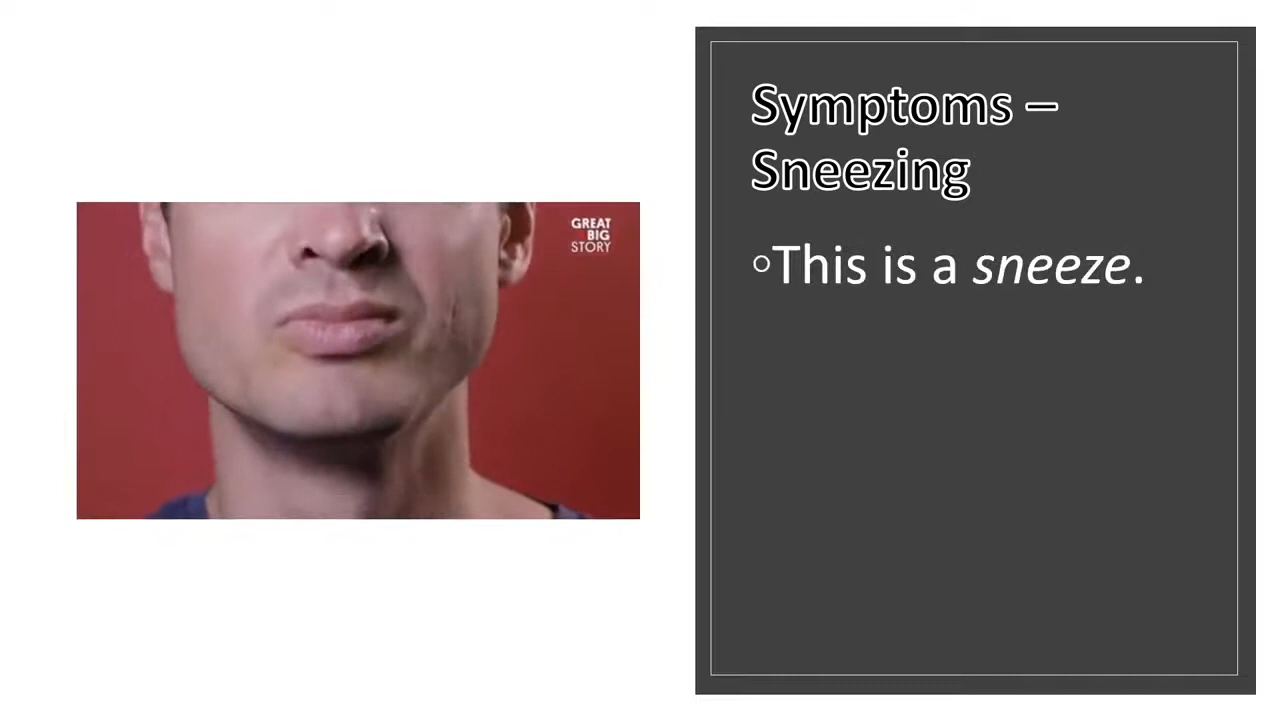 GREAT
BIG
STORY
Symptoms –
Sneezing
◦This is a sneeze.